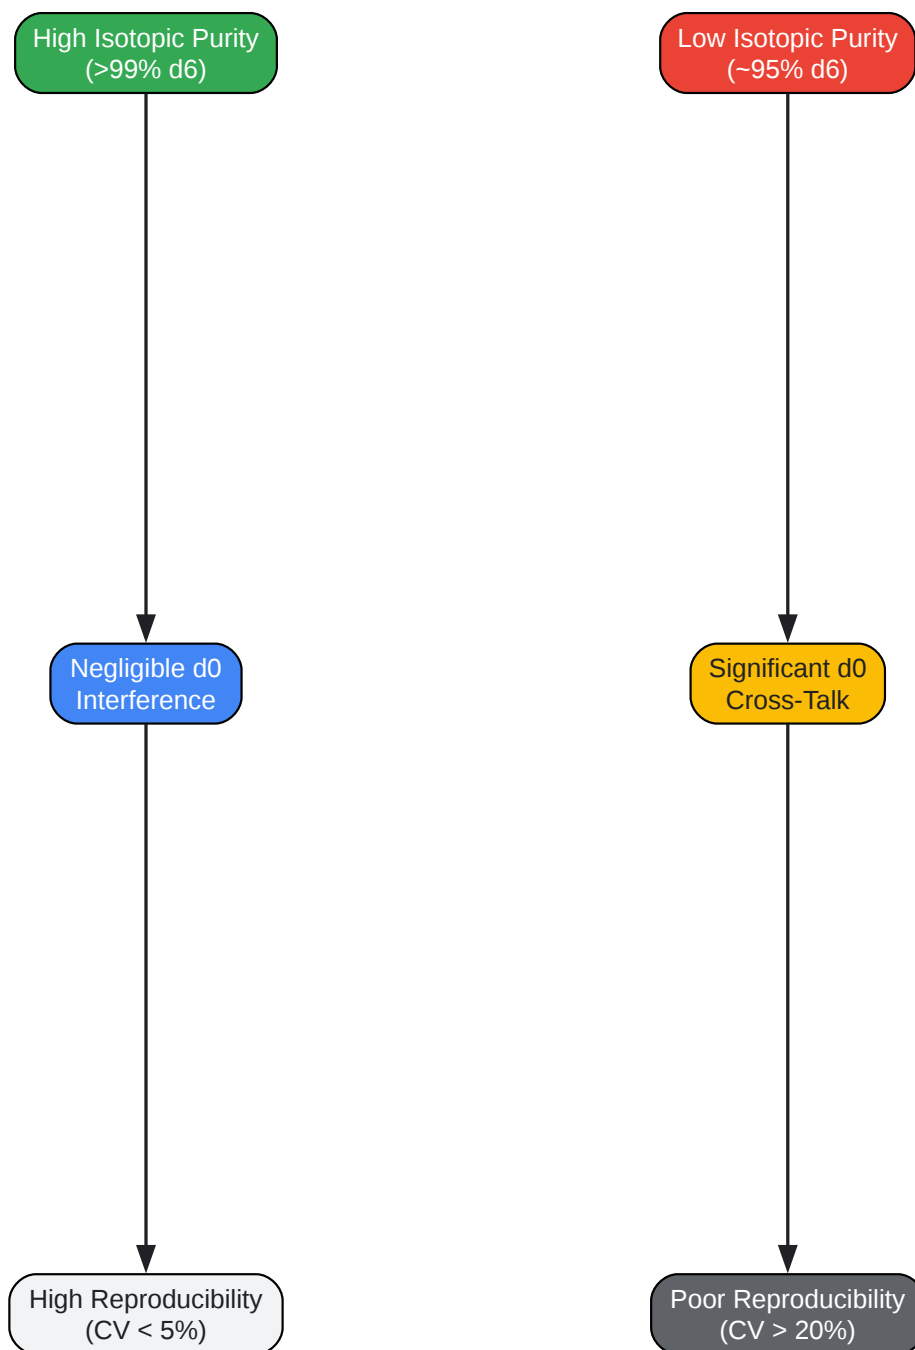 High Isotopic Purity
(>99% d6)
Low Isotopic Purity
(~95% d6)
Negligible d0
Interference
Significant d0
Cross-Talk
High Reproducibility
(CV < 5%)
Poor Reproducibility
(CV > 20%)